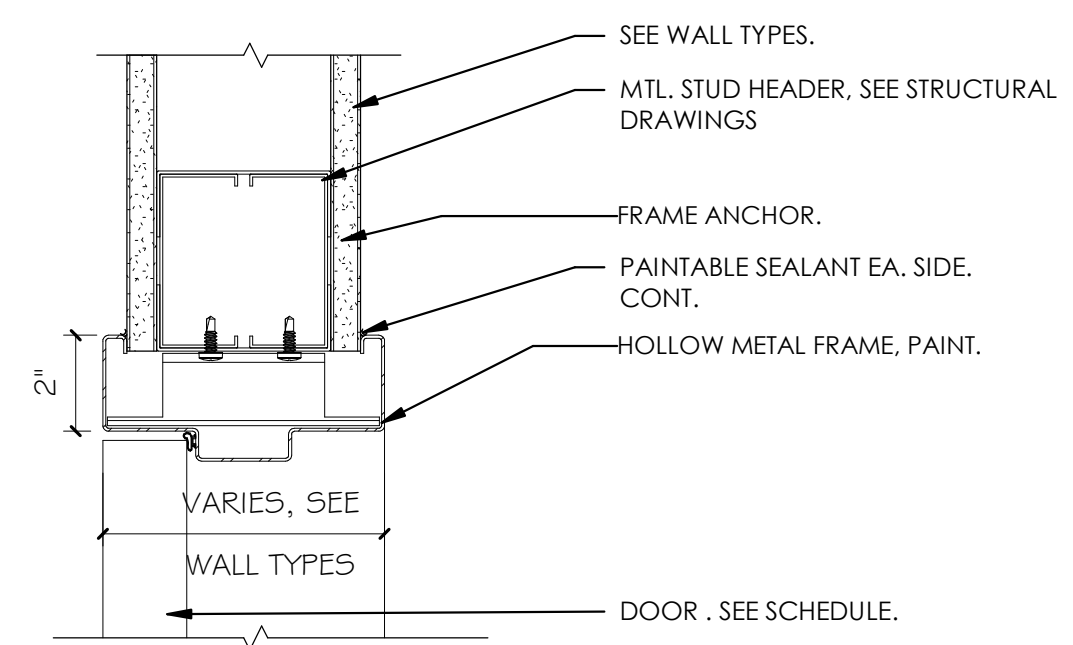 SEE WALL TYPES.
MTL. STUD HEADER, SEE STRUCTURAL
DRAWINGS
FRAME ANCHOR.
PAINTABLE SEALANT EA. SIDE.
CONT.
HOLLOW METAL FRAME, PAINT.
2"
VARIES, SEE
WALL TYPES
DOOR . SEE SCHEDULE.